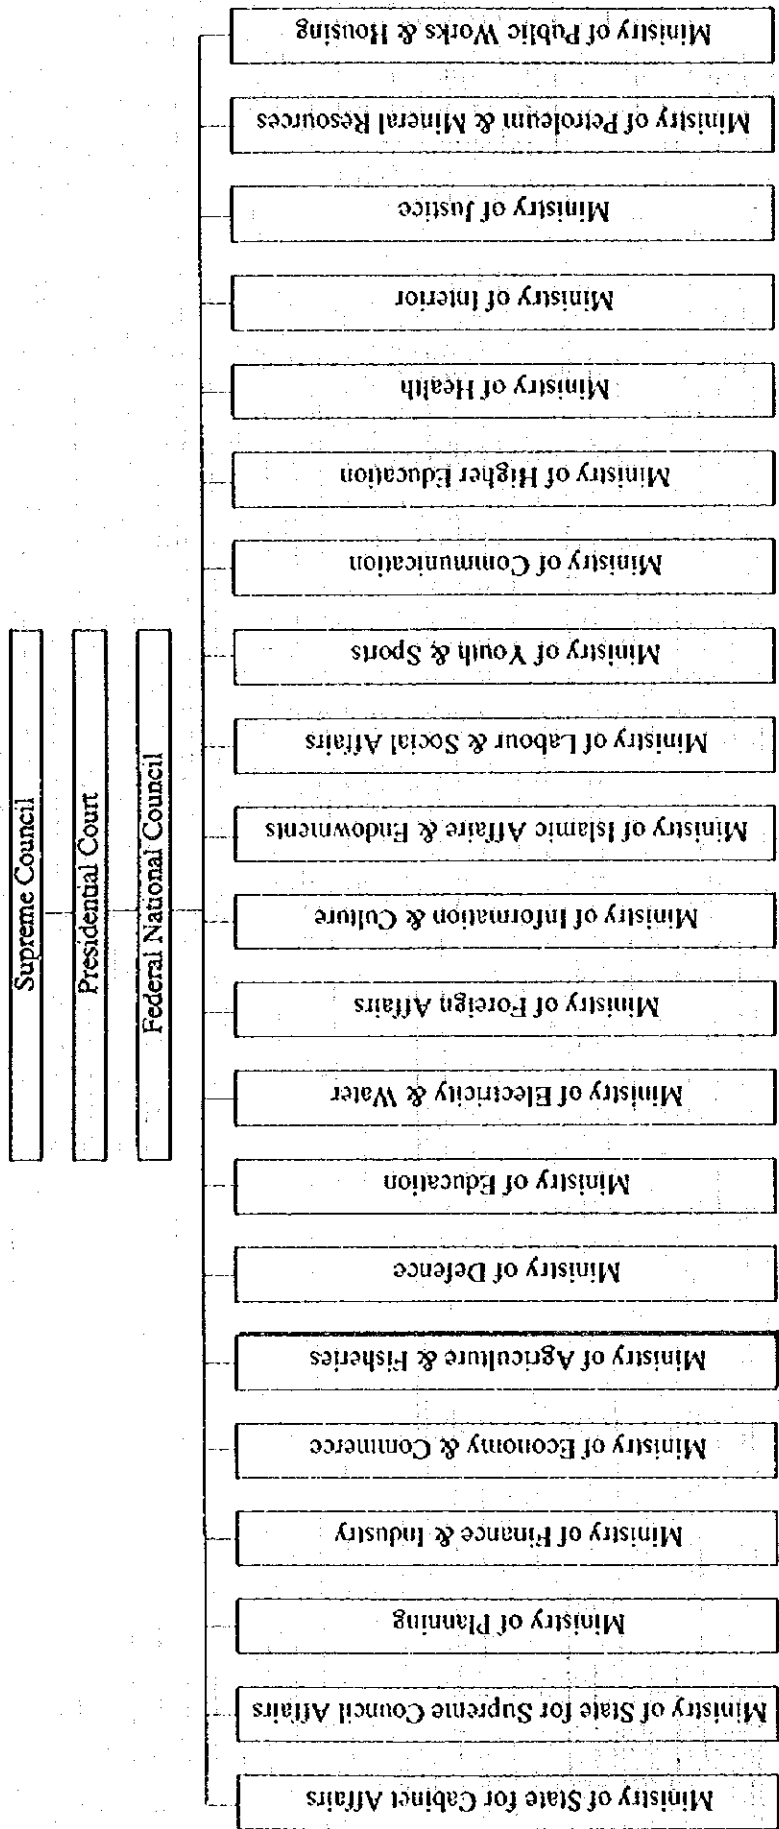 Supreme Council
Presidential Court
Federal National Council
Ministry of State for Cabinet Affairs
Ministry of State for Supreme Council Affairs
Ministry of Planning
Ministry of Finance & Industry
Ministry of Economy & Commerce
Ministry of Agriculture & Fisheries
Ministry of Defence
Ministry of Education
Ministry of Electricity & Water
Ministry of Foreign Affairs
Ministry of Information & Culture
Ministry of Islamic Affaire & Endowments
Ministry of Labour & Social Affairs
Ministry of Youth & Sports
Ministry of Communication
Ministry of Higher Education
Ministry of Health
Ministry of Interior
Ministry of Justice
Ministry of Petroleum & Mineral Resources
Ministry of Public Works & Housing